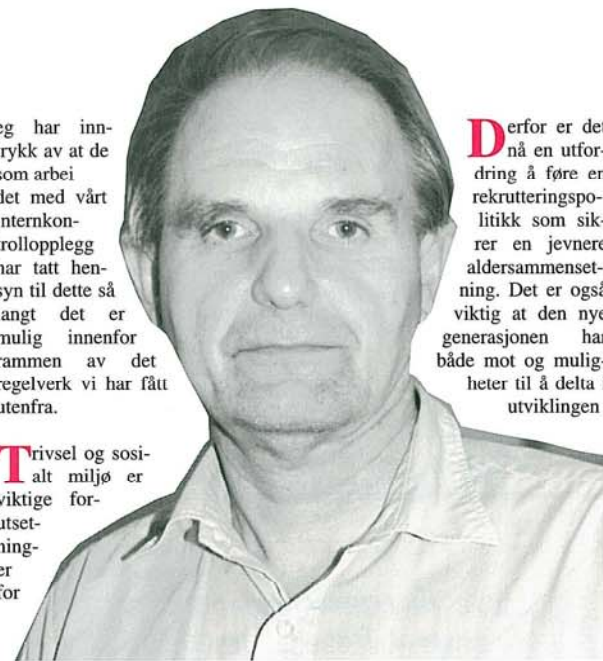 eg har inn-
rykk av at de
som arbei
det med vårt
nternkon-
rollopplegg
har tatt hen-
syn til dette så
angt det er
mulig innenfor
rammen av det
regelverk vi har fått
utenfra.
Trivsel og sosi-
alt miljø er
viktige for-
utset-
ning-
er
for
Derfor er det
nå en utfor-
dring å føre en
rekrutteringspo-
litikk som sik-
rer en jevnere
aldersammenset-
ning. Det er også
viktig at den nye
generasjonen har
både mot og mulig-
heter til å delta i
utviklingen